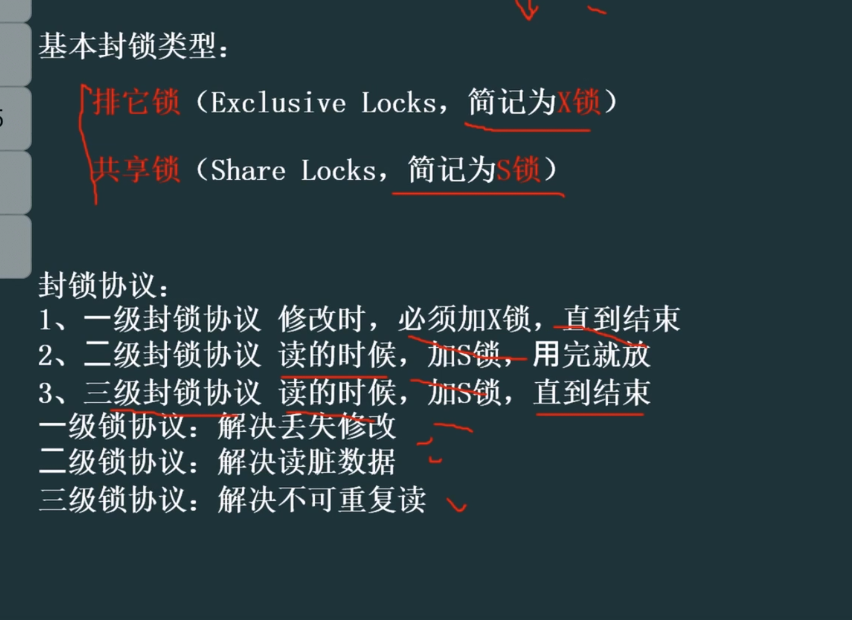 5
基本封锁类型：
排它锁（Exclusive Locks，简记为X锁）
共享锁（Share Locks，简记为S锁）
封锁协议：
1、一级封锁协议 修改时，必须加X锁，直到结束
2、二级封锁协议 读的时候，加S锁，用完就放
3、三级封锁协议 读的时候，加S锁，直到结束
一级锁协议：解决丢失修改
二级锁协议：解决读脏数据
三级锁协议：解决不可重复读